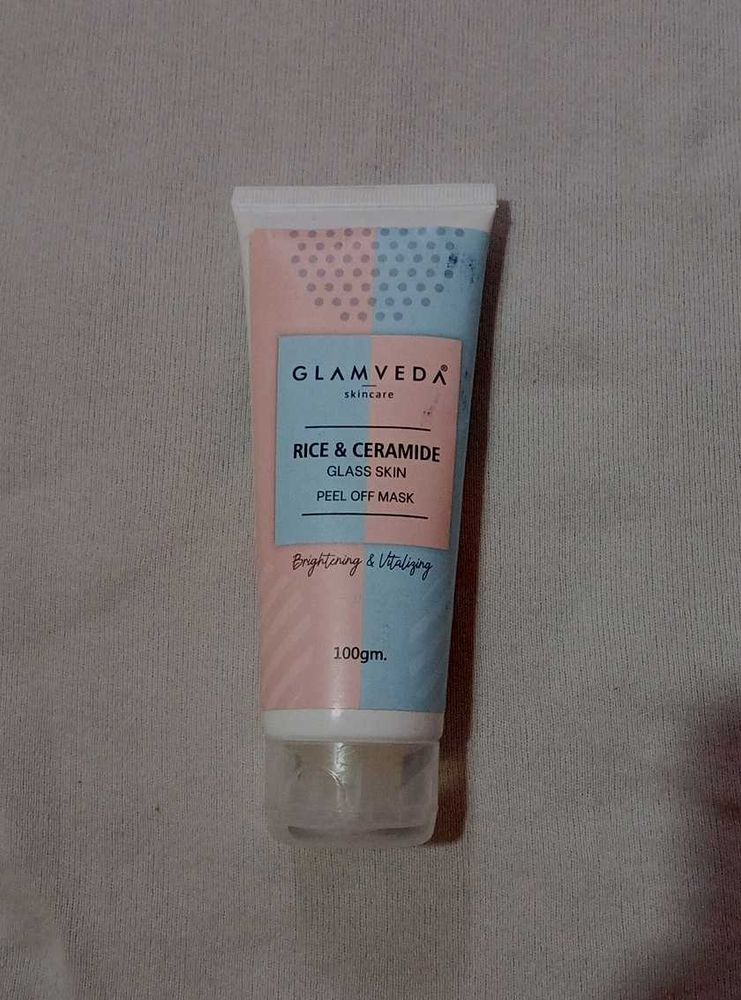 GLAMVEDA®
skincare
RICE & CERAMIDE
GLASS SKIN
PEEL OFF MASK
Brightening & Vitalizing
100gm.